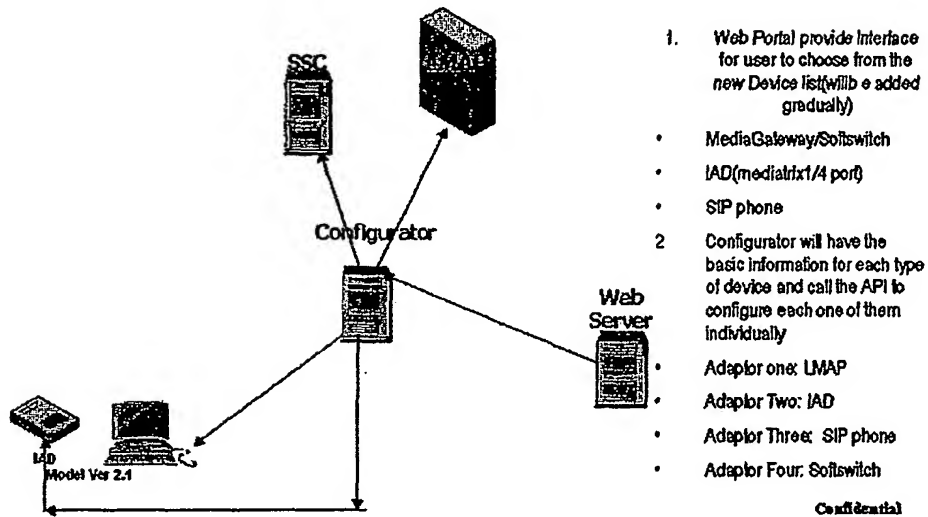 SSC
Configurator
Web
Server
IAD
Model Ver 2.1
1. Web Portal provide Interface
for user to choose from the
new Device list(willb e added
gradually)
• MediaGateway/Softswitch
• IAD(mediatrix1/4 port)
• SIP phone
2 Configurator will have the
basic information for each type
of device and call the API to
configure each one of them
individually
• Adaptor one: LMAP
• Adaptor Two: IAD
• Adaptor Three: SIP phone
• Adaptor Four: Softswitch
Confidential